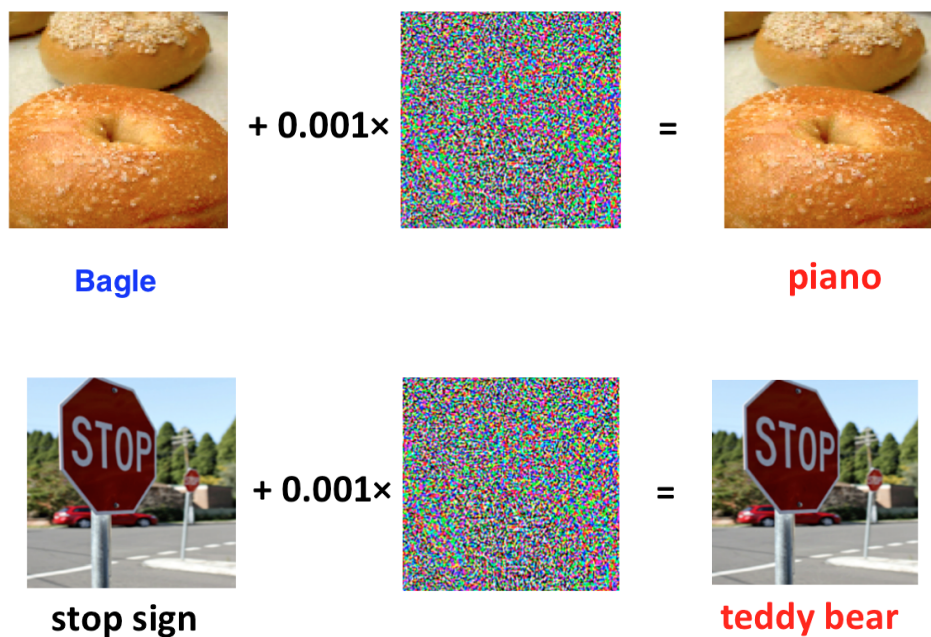 + 0.001× =
Bagle piano
STOP STOP
+ 0.001× =
stop sign teddy bear